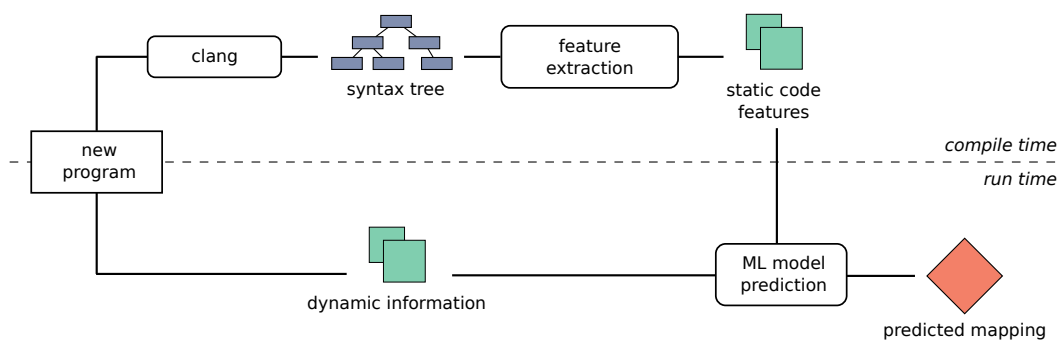 clang
syntax tree
feature
extraction
static code
features
new
program
compile time
run time
dynamic information
ML model
prediction
predicted mapping